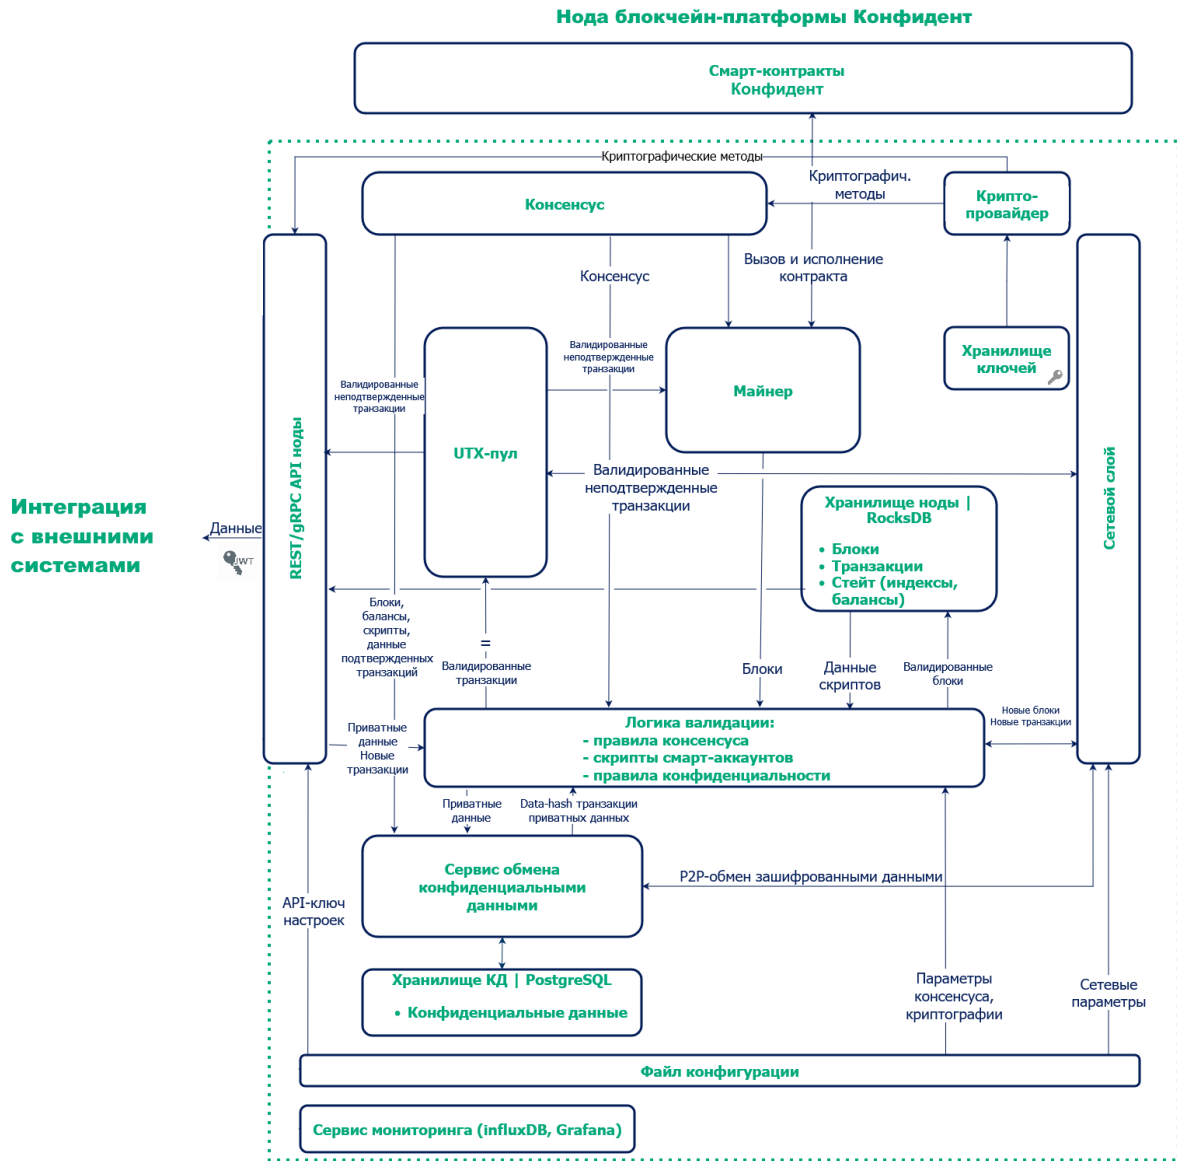 Нода блокчейн-платформы Конфидент
Смарт-контракты
Конфидент
Криптографические методы
Консенсус
Криптографич.
методы
Крипто-
провайдер
Консенсус
Вызов и исполнение
контракта
Хранилище
ключей
Валидированные
неподтвержденные
транзакции
Майнер
Валидированные
неподтвержденные
транзакции
UTX-пул
REST/gRPC API ноды
Сетевой слой
Валидированные
неподтвержденные
транзакции
Интеграция
с внешними
системами
Данные
JWT
Хранилище ноды |
RocksDB
• Блоки
• Транзакции
• Стейт (индексы,
балансы)
Блоки,
балансы,
скрипты,
данные
подтвержденных
транзакций
=
Валидированные
транзакции
Блоки
Данные
скриптов
Валидированные
блоки
Новые блоки
Новые транзакции
Приватные
данные
Новые
транзакции
Логика валидации:
- правила консенсуса
- скрипты смарт-аккаунтов
- правила конфиденциальности
Приватные
данные
Data-hash транзакции
приватных данных
Сервис обмена
конфиденциальными
данными
P2P-обмен зашифрованными данными
API-ключ
настроек
Хранилище КД | PostgreSQL
• Конфиденциальные данные
Параметры
консенсуса,
криптографии
Сетевые
параметры
Файл конфигурации
Сервис мониторинга (influxDB, Grafana)